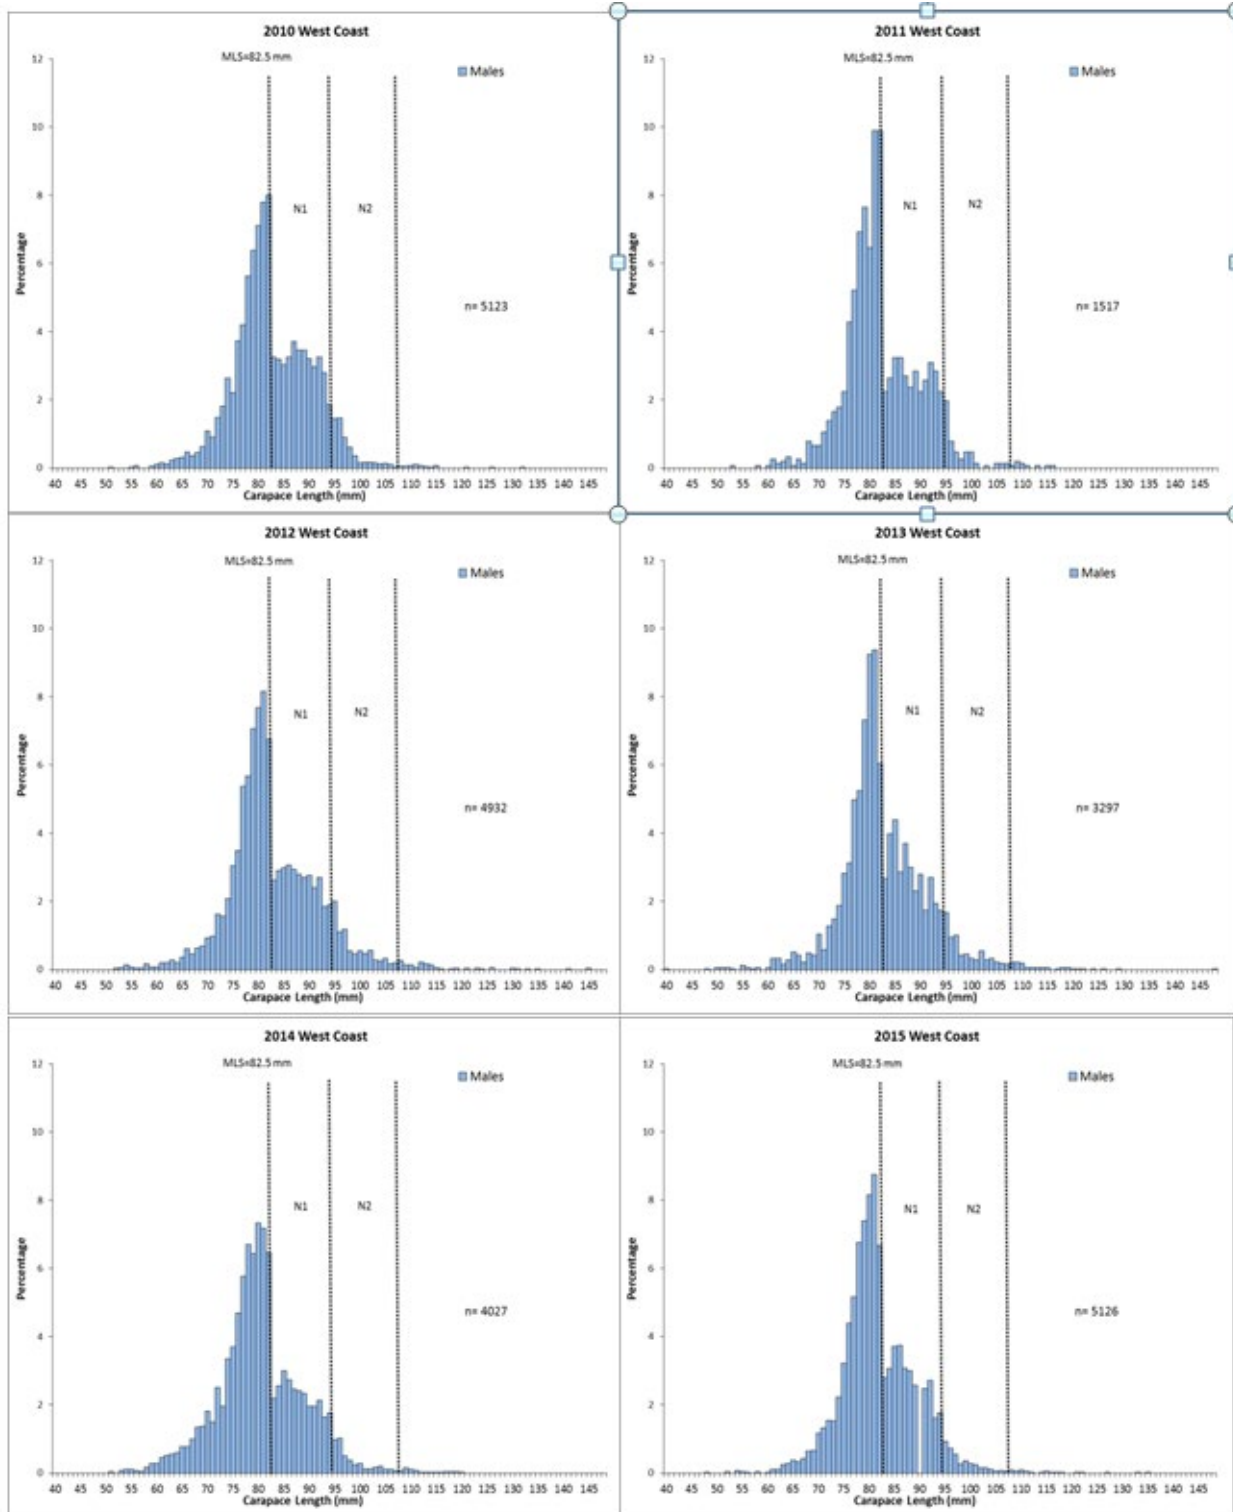 2010 West Coast
MLS=82.5 mm
Males
12
10
8
6
4
2
0
Percentage
N1
N2
n= 5123
40 45 50 55 60 65 70 75 80 85 90 95 100 105 110 115 120 125 130 135 140 145
Carapace Length (mm)
2011 West Coast
MLS=82.5 mm
Males
12
10
8
6
4
2
0
Percentage
N1
N2
n= 1517
40 45 50 55 60 65 70 75 80 85 90 95 100 105 110 115 120 125 130 135 140 145
Carapace Length (mm)
2012 West Coast
MLS=82.5 mm
Males
12
10
8
6
4
2
0
Percentage
N1
N2
n= 4932
40 45 50 55 60 65 70 75 80 85 90 95 100 105 110 115 120 125 130 135 140 145
Carapace Length (mm)
2013 West Coast
MLS=82.5 mm
Males
12
10
8
6
4
2
0
Percentage
N1
N2
n= 3297
40 45 50 55 60 65 70 75 80 85 90 95 100 105 110 115 120 125 130 135 140 145
Carapace Length (mm)
2014 West Coast
MLS=82.5 mm
Males
12
10
8
6
4
2
0
Percentage
N1
N2
n= 4027
40 45 50 55 60 65 70 75 80 85 90 95 100 105 110 115 120 125 130 135 140 145
Carapace Length (mm)
2015 West Coast
MLS=82.5 mm
Males
12
10
8
6
4
2
0
Percentage
N1
N2
n= 5126
40 45 50 55 60 65 70 75 80 85 90 95 100 105 110 115 120 125 130 135 140 145
Carapace Length (mm)